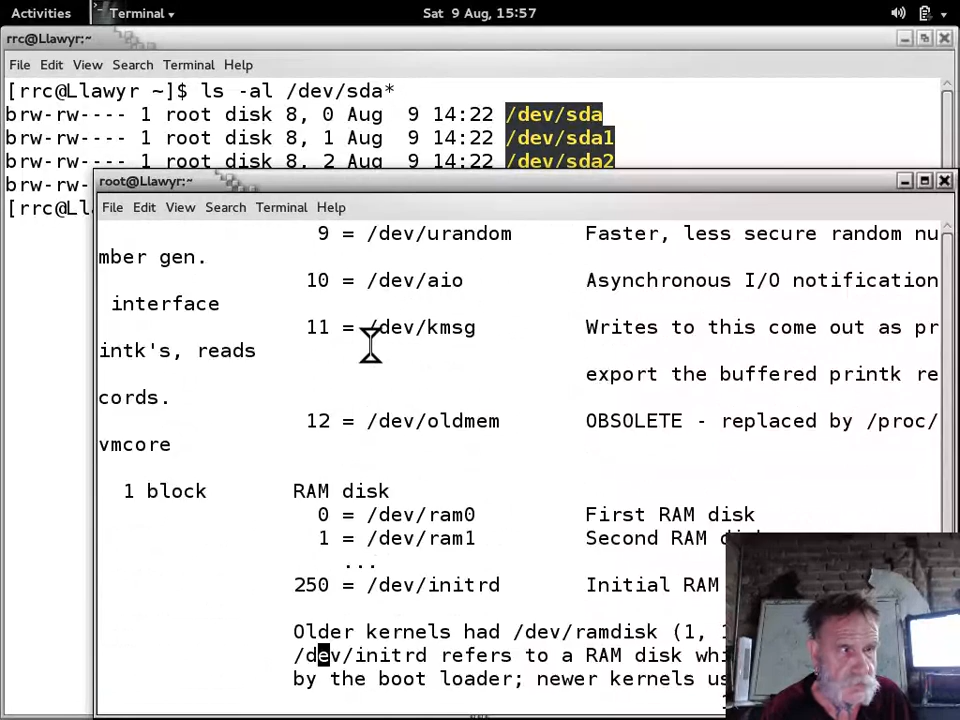 Activities Terminal Sat 9 Aug, 15:57
rrc@Llawyr:~
File Edit View Search Terminal Help
[rrc@Llawyr ~]$ ls -al /dev/sda*
brw-rw---- 1 root disk 8, 0 Aug 9 14:22 /dev/sda
brw-rw---- 1 root disk 8, 1 Aug 9 14:22 /dev/sda1
brw-rw---- 1 root disk 8, 2 Aug 9 14:22 /dev/sda2
brw-rw
[rrc@Ll
root@Llawyr:~
File Edit View Search Terminal Help
9 = /dev/urandom Faster, less secure random nu
mber gen.
10 = /dev/aio Asynchronous I/O notification
interface
11 = /dev/kmsg Writes to this come out as pr
intk's, reads
export the buffered printk re
cords.
12 = /dev/oldmem OBSOLETE - replaced by /proc/
vmcore
1 block RAM disk
0 = /dev/ram0 First RAM disk
1 = /dev/ram1 Second RAM
...
250 = /dev/initrd Initial RAM
Older kernels had /dev/ramdisk (1,
/dev/initrd refers to a RAM disk
by the boot loader; newer kernels